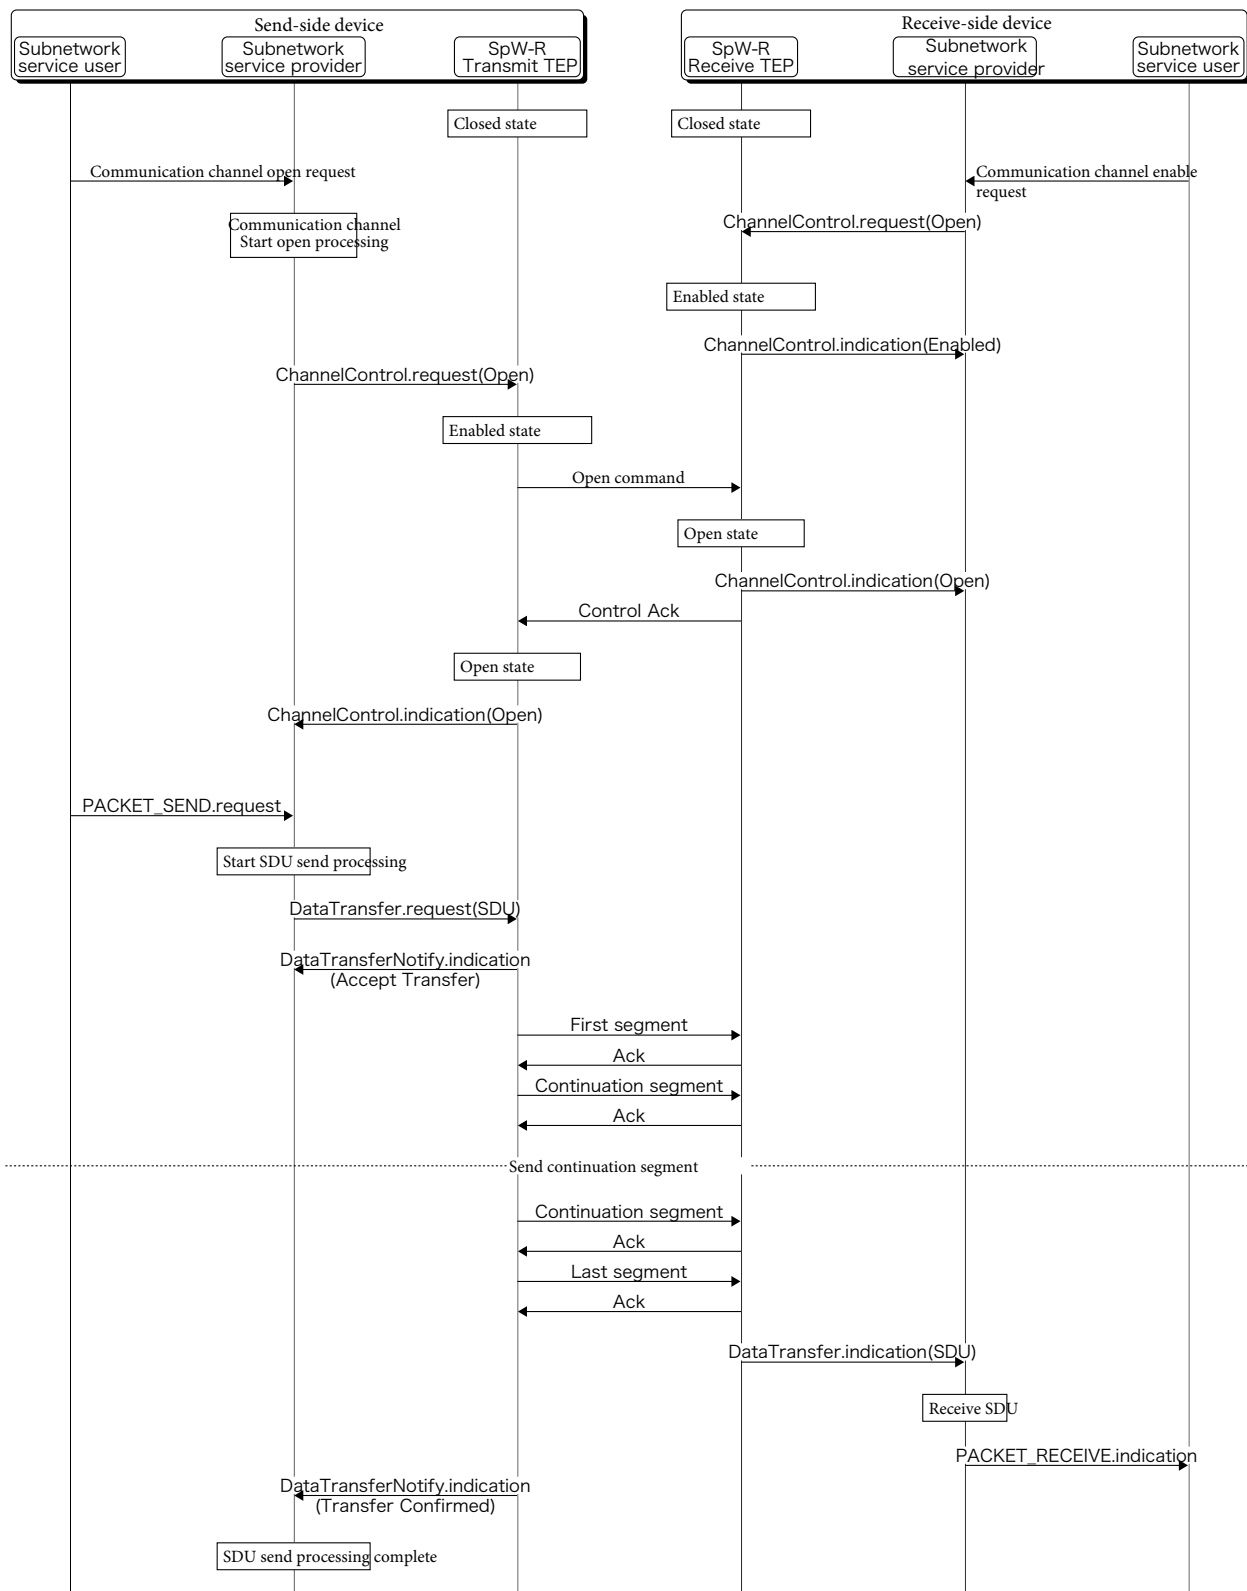 Send-side device
Receive-side device
Subnetwork
service user
Subnetwork
service provider
SpW-R
Transmit TEP
SpW-R
Receive TEP
Subnetwork
service provider
Subnetwork
service user
Closed state
Closed state
Communication channel open request
Communication channel enable
request
Communication channel
Start open processing
ChannelControl.request(Open)
Enabled state
ChannelControl.indication(Enabled)
ChannelControl.request(Open)
Enabled state
Open command
Open state
ChannelControl.indication(Open)
Control Ack
Open state
ChannelControl.indication(Open)
PACKET_SEND.request
Start SDU send processing
DataTransfer.request(SDU)
DataTransferNotify.indication
(Accept Transfer)
First segment
Ack
Continuation segment
Ack
Send continuation segment
Continuation segment
Ack
Last segment
Ack
DataTransfer.indication(SDU)
Receive SDU
PACKET_RECEIVE.indication
DataTransferNotify.indication
(Transfer Confirmed)
SDU send processing complete